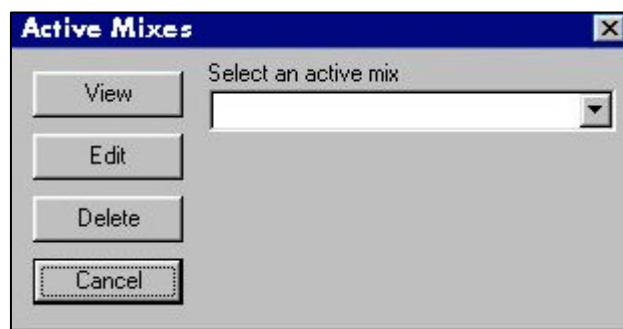 Active Mixes
Select an active mix
View
Edit
Delete
Cancel